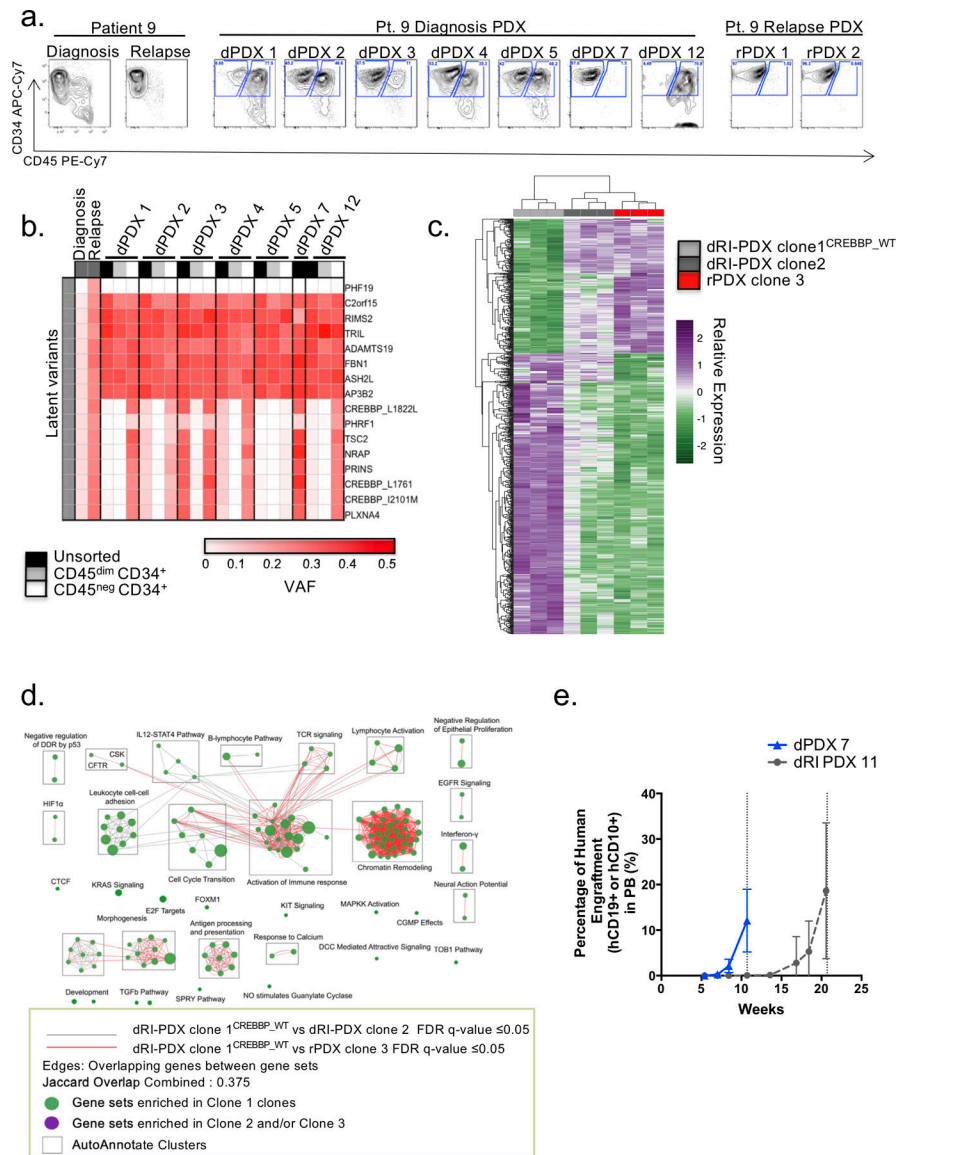 a.
Patient 9
Pt. 9 Diagnosis PDX
Pt. 9 Relapse PDX
Diagnosis Relapse
dPDX 1 dPDX 2 dPDX 3 dPDX 4 dPDX 5 dPDX 7 dPDX 12
rPDX 1 rPDX 2
CD34 APC-Cy7
CD45 PE-Cy7
b.
Diagnosis
Relapse
dPDX 1
dPDX 2
dPDX 3
dPDX 4
dPDX 5
dPDX 7
dPDX 12
Latent variants
PHF19
C2orf15
RIMS2
TRIL
ADAMTS19
FBN1
ASH2L
AP3B2
CREBBP_L1822L
PHRF1
TSC2
NRAP
PRINS
CREBBP_L1761
CREBBP_I2101M
PLXNA4
Unsorted
CD45dim CD34+
CD45neg CD34+
0 0.1 0.2 0.3 0.4 0.5
VAF
c.
dRI-PDX clone1CREBBP_WT
dRI-PDX clone2
rPDX clone 3
2
1
0
-1
-2
Relative Expression
d.
Negative regulation
of DDR by p53
CSK
CFTR
IL12-STAT4 Pathway
B-lymphocyte Pathway
TCR signaling
Lymphocyte Activation
Negative Regulation
of Epithelial Proliferation
HIF1α
Leukocyte cell-cell
adhesion
EGFR Signaling
Interferon-γ
Cell Cycle Transition
Activation of Immune response
Chromatin Remodeling
CTCF
KRAS Signaling
E2F Targets
FOXM1
KIT Signaling
MAPKK Activation
CGMP Effects
Neural Action Potential
Morphogenesis
Antigen processing
and presentation
Response to Calcium
DCC Mediated Attractive Signaling
TOB1 Pathway
Development
TGFb Pathway
SPRY Pathway
NO stimulates Guanylate Cyclase
dRI-PDX clone 1CREBBP_WT vs dRI-PDX clone 2 FDR q-value ≤0.05
dRI-PDX clone 1CREBBP_WT vs rPDX clone 3 FDR q-value ≤0.05
Edges: Overlapping genes between gene sets
Jaccard Overlap Combined : 0.375
Gene sets enriched in Clone 1 clones
Gene sets enriched in Clone 2 and/or Clone 3
AutoAnnotate Clusters
e.
dPDX 7
dRI PDX 11
Percentage of Human
Engraftment
(hCD19+ or hCD10+)
in PB (%)
40
30
20
10
0
0 5 10 15 20 25
Weeks